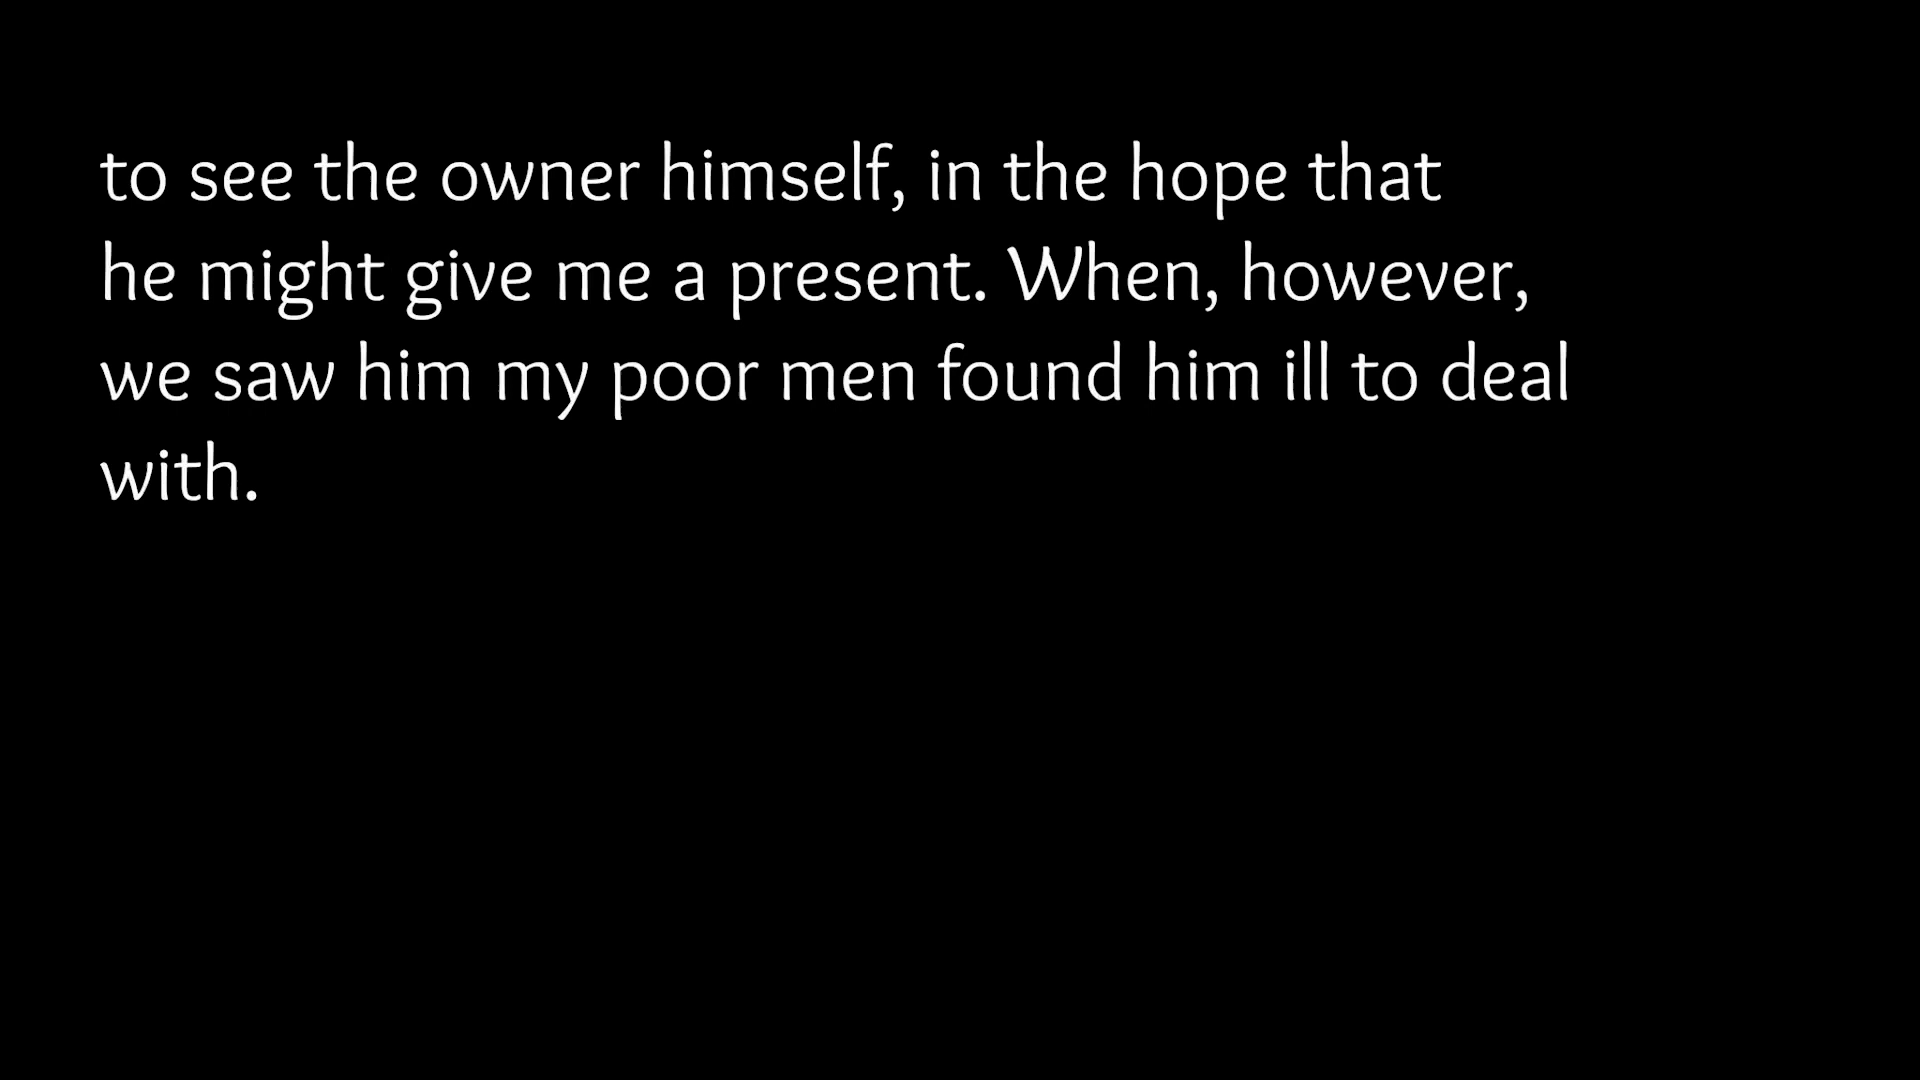 to see the owner himself, in the hope that
he might give me a present. When, however,
we saw him my poor men found him ill to deal
with.